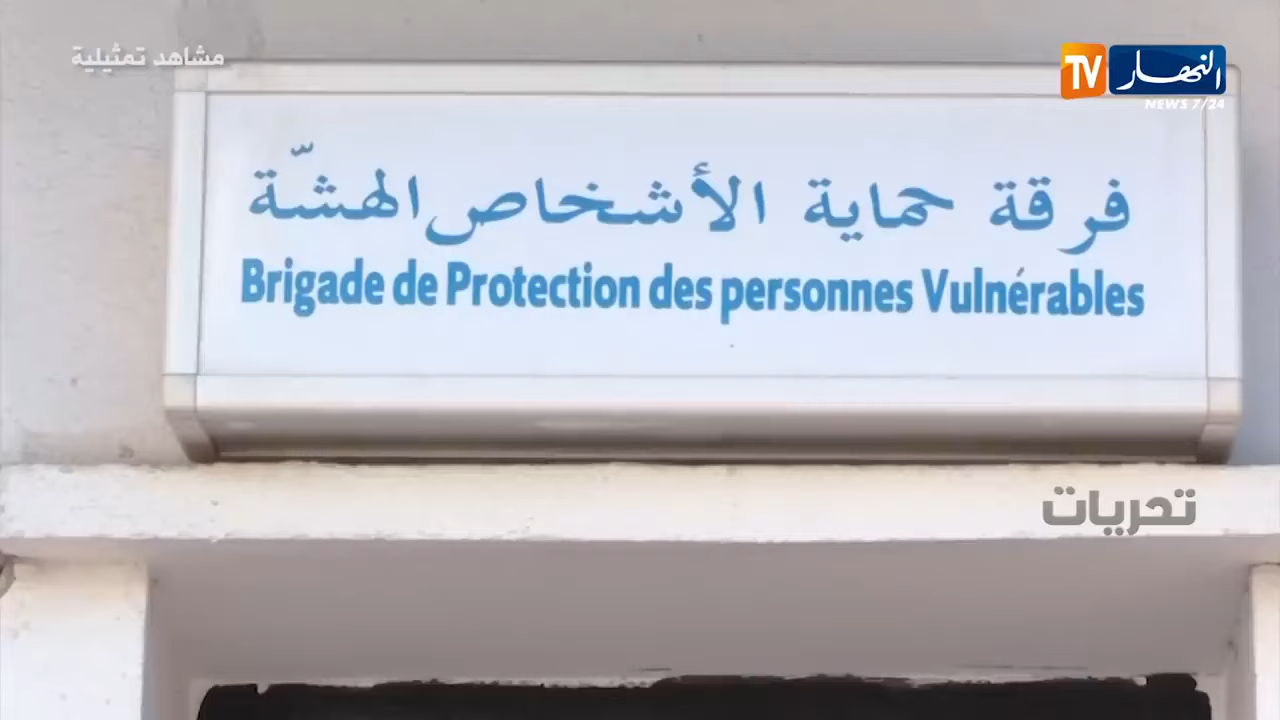 مشاهد تمثيلية
النهار TV
NEWS 7/24
فرقة حماية الأشخاص الهشّة
Brigade de Protection des personnes Vulnérables
تحريات